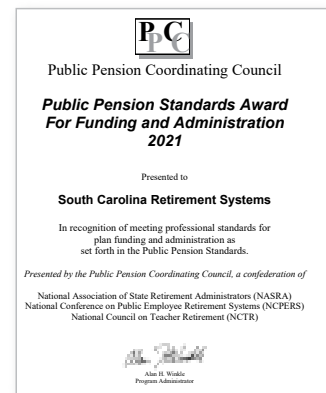 PPCC
Public Pension Coordinating Council
Public Pension Standards Award
For Funding and Administration
2021
Presented to
South Carolina Retirement Systems
In recognition of meeting professional standards for
plan funding and administration as
set forth in the Public Pension Standards.
Presented by the Public Pension Coordinating Council, a confederation of
National Association of State Retirement Administrators (NASRA)
National Conference on Public Employee Retirement Systems (NCPERS)
National Council on Teacher Retirement (NCTR)
Alan H. Winkle
Program Administrator